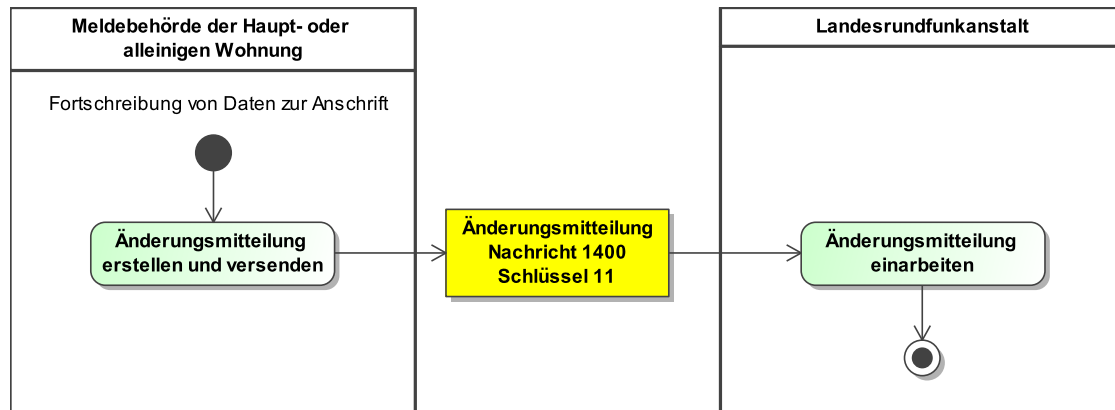 Meldebehörde der Haupt- oder
alleinigen Wohnung
Landesrundfunkanstalt
Fortschreibung von Daten zur Anschrift
Änderungsmitteilung
erstellen und versenden
Änderungsmitteilung
Nachricht 1400
Schlüssel 11
Änderungsmitteilung
einarbeiten